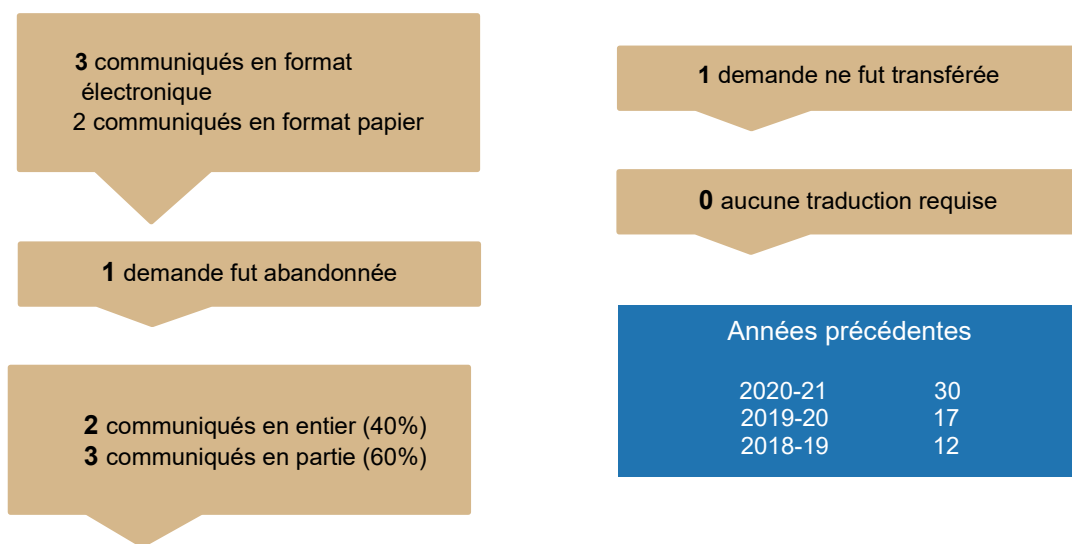 3 communiqués en format
électronique
2 communiqués en format papier
1 demande fut abandonnée
2 communiqués en entier (40%)
3 communiqués en partie (60%)
1 demande ne fut transférée
0 aucune traduction requise
Années précédentes
2020-21 30
2019-20 17
2018-19 12